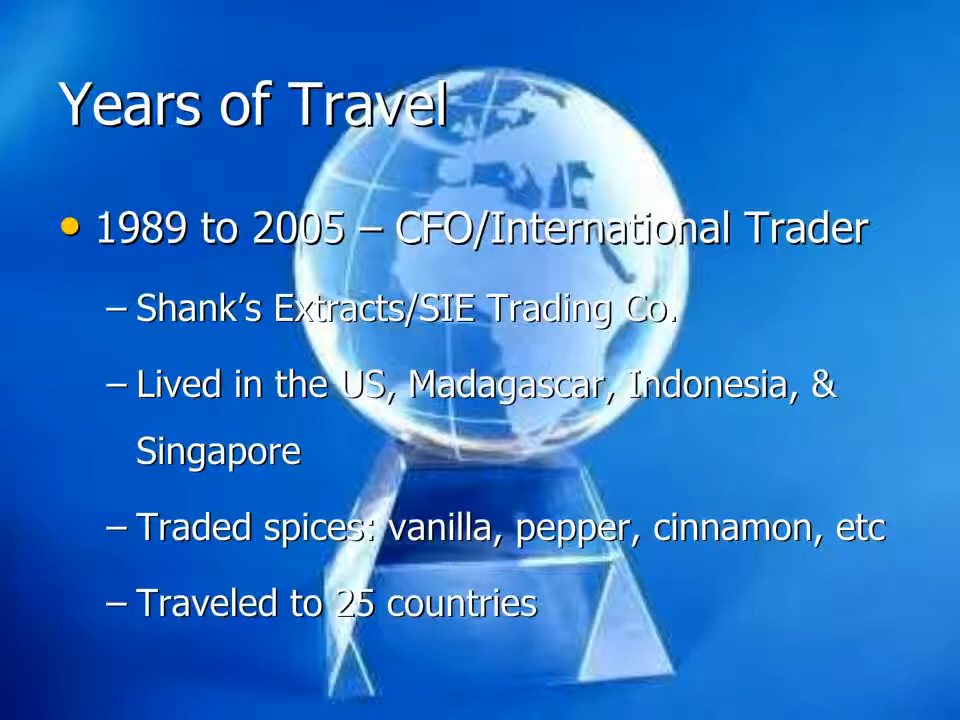 Years of Travel
• 1989 to 2005 – CFO/International Trader
– Shank’s Extracts/SIE Trading Co.
– Lived in the US, Madagascar, Indonesia, &
Singapore
– Traded spices: vanilla, pepper, cinnamon, etc
– Traveled to 25 countries